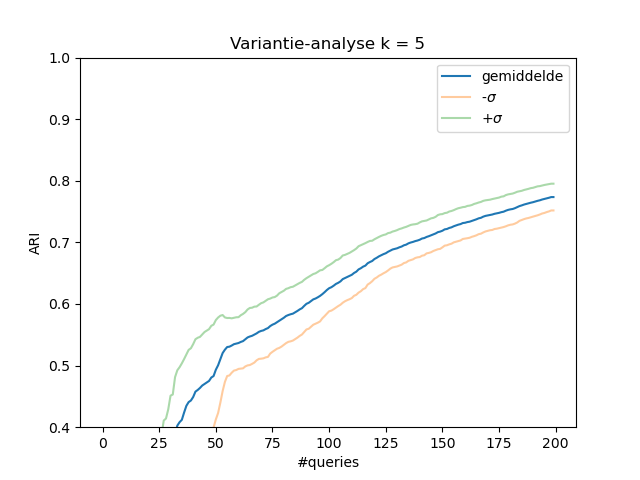 Variantie-analyse k = 5
gemiddelde
-σ
+σ
1.0
0.9
0.8
0.7
0.6
0.5
0.4
ARI
0 25 50 75 100 125 150 175 200
#queries